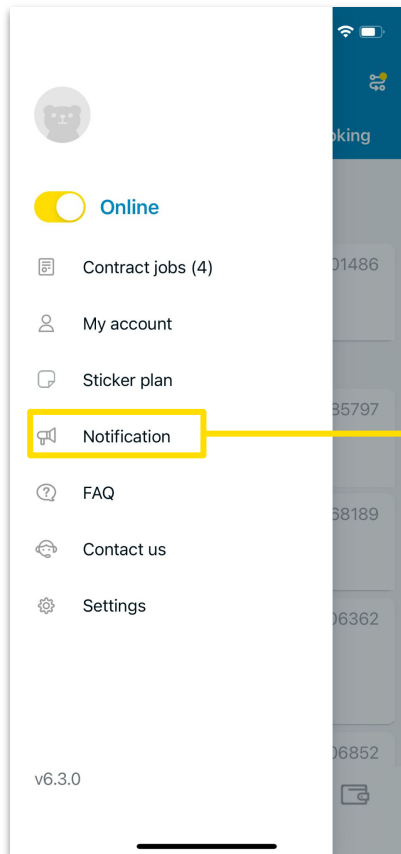 oking
Online
Contract jobs (4)
01486
My account
Sticker plan
35797
Notification
FAQ
68189
Contact us
Settings
06362
06852
v6.3.0